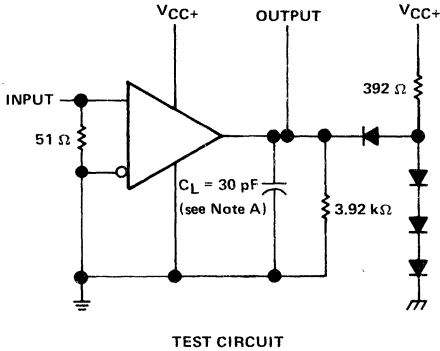 VCC+
OUTPUT
VCC+
INPUT
51 Ω
392 Ω
CL = 30 pF
(see Note A)
3.92 kΩ
TEST CIRCUIT